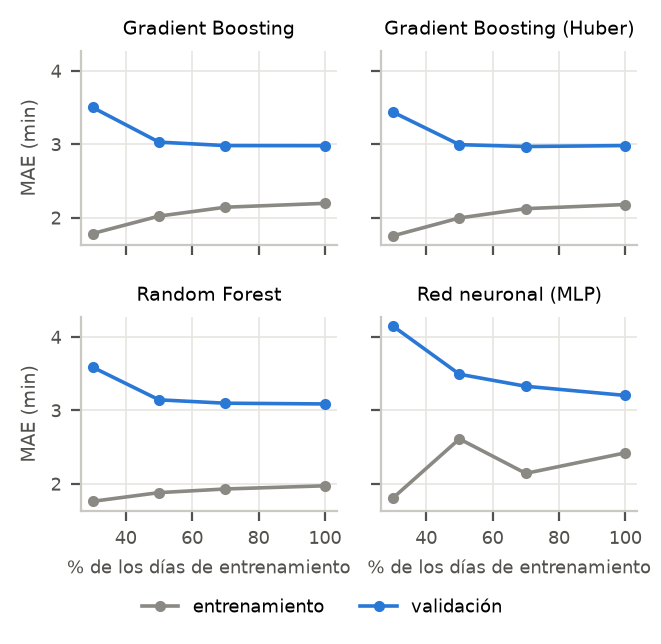 Gradient Boosting
Gradient Boosting (Huber)
4
3
2
MAE (min)
Random Forest
Red neuronal (MLP)
4
3
2
MAE (min)
40 60 80 100
40 60 80 100
% de los días de entrenamiento
% de los días de entrenamiento
entrenamiento
validación